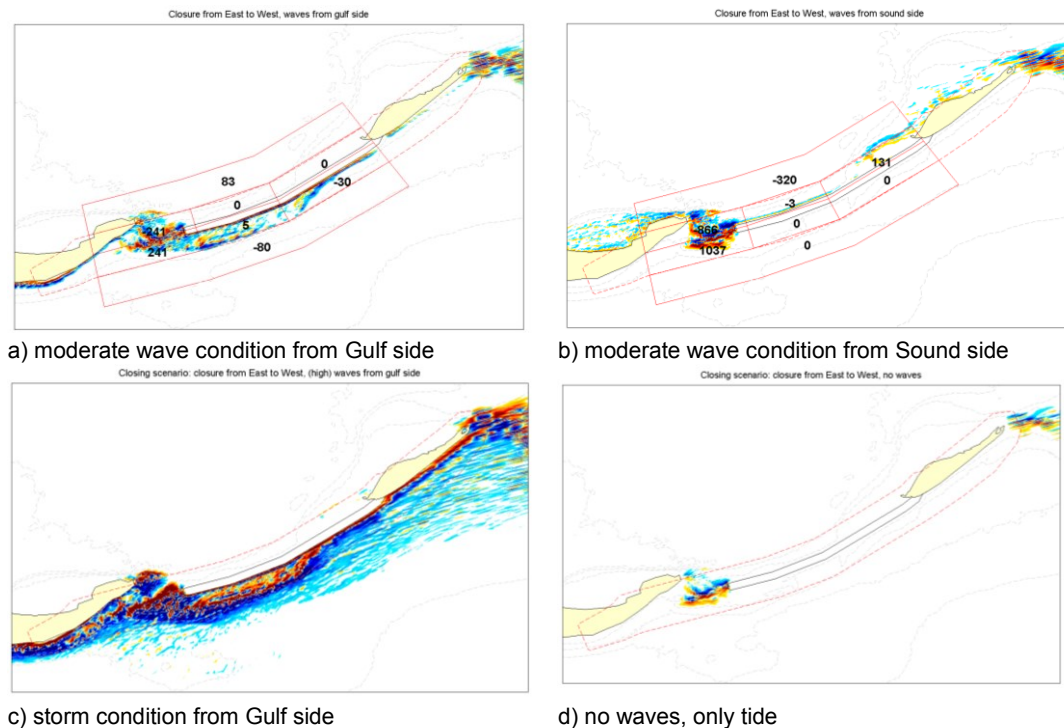 Closure from East to West, waves from gulf side
0
83
-30
0
-241
5
241
-80
a) moderate wave condition from Gulf side
Closure from East to West, waves from sound side
131
-320
0
-3
-866
0
1037
0
b) moderate wave condition from Sound side
Closing scenario: closure from East to West, (high) waves from gulf side
c) storm condition from Gulf side
Closing scenario: closure from East to West, no waves
d) no waves, only tide